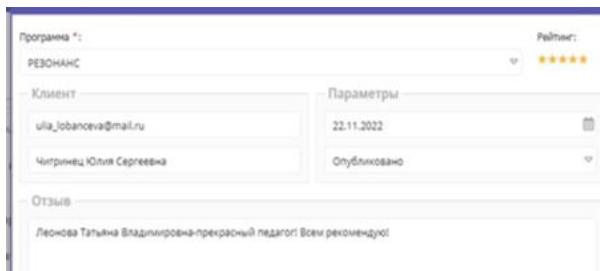 Программа *:
Рейтинг:
РЕЗОНАНС
Клиент
Параметры
ulia_lobanceva@mail.ru
22.11.2022
Чигринец Юлия Сергеевна
Опубликовано
Отзыв
Леонова Татьяна Владимировна-прекрасный педагог! Всем рекомендую!